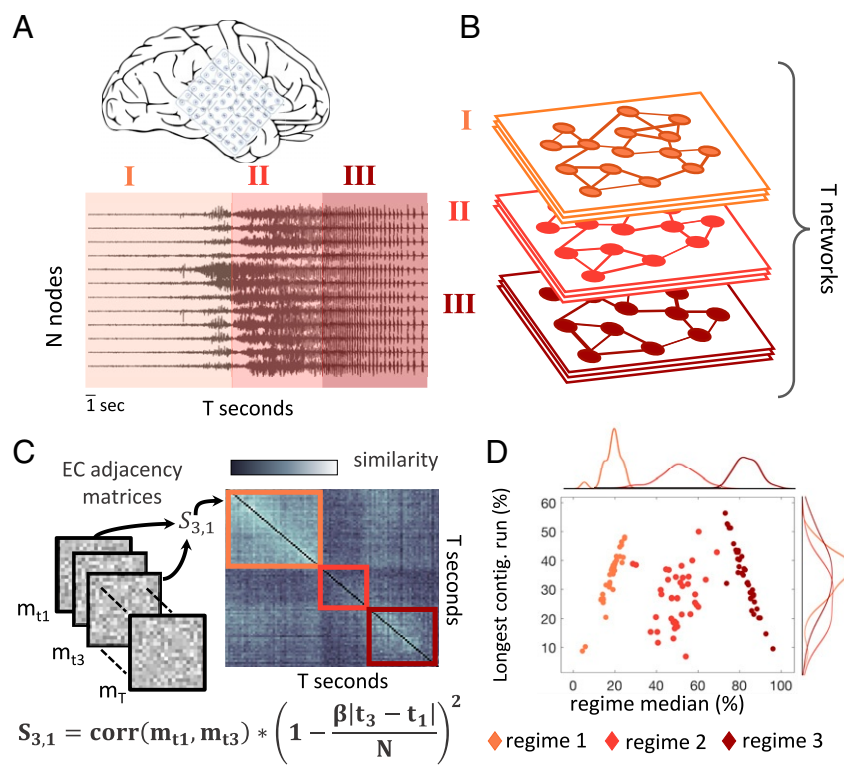 A
I II III
N nodes
1 sec
T seconds
B
I
II
III
T networks
C
EC adjacency
matrices
similarity
S3,1
mt1
mt3
mT
T seconds
T seconds
S3,1 = corr(mt1, mt3) * (1 − β|t3 − t1| / N)²
D
Longest contig. run (%)
60
50
40
30
20
10
0 20 40 60 80 100
regime median (%)
regime 1 regime 2 regime 3